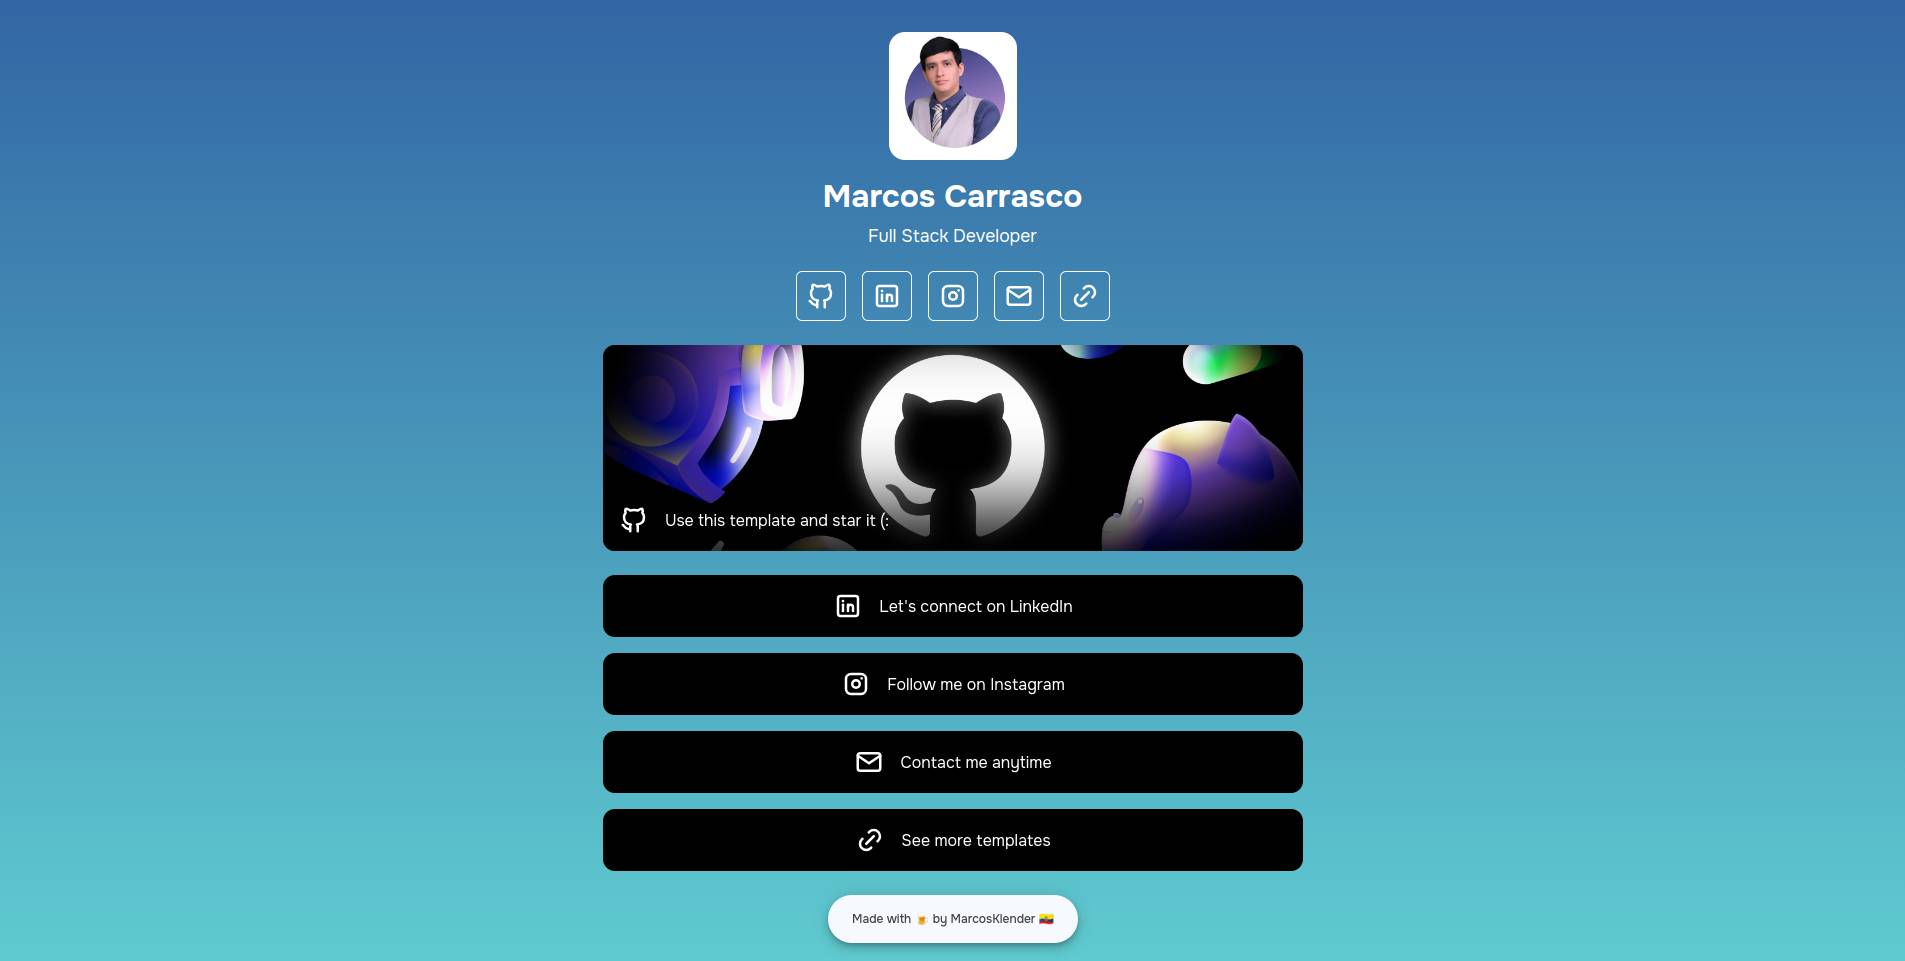 Marcos Carrasco
Full Stack Developer
Use this template and star it (:
Let's connect on LinkedIn
Follow me on Instagram
Contact me anytime
See more templates
Made with 🍺 by MarcosKlender 🇪🇨